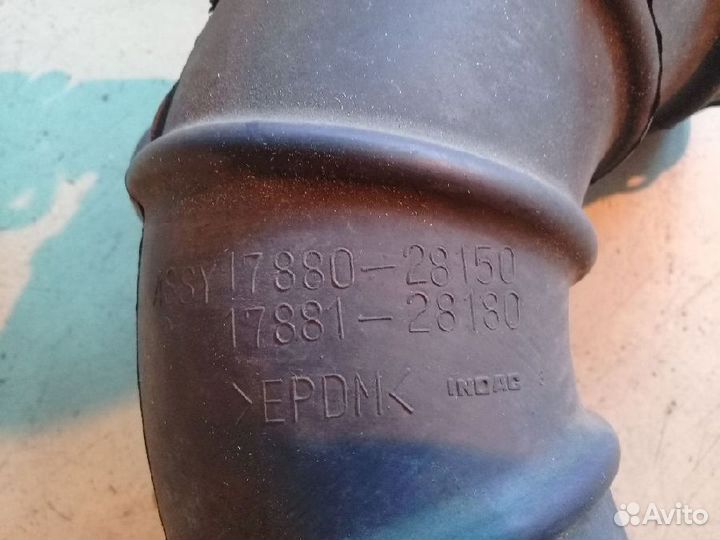 ASSY 17880-28150
17881-28180
>EPDM< INOAC
Avito